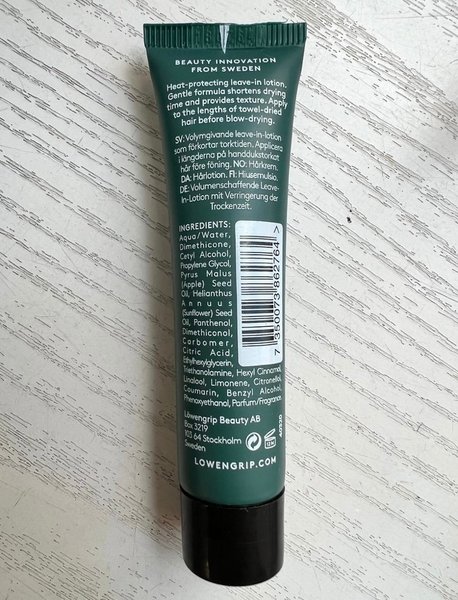 BEAUTY INNOVATION
FROM SWEDEN
Heat-protecting leave-in lotion.
Gentle formula shortens drying
time and provides texture. Apply
to the lengths of towel-dried
hair before blow-drying.
SV: Volymgivande leave-in-lotion
som förkortar torktiden. Applicera
i längderna på handdukstorkat
hår före föning. NO: Hårkrem.
DA: Hårlotion. FI: Hiusemulsio.
DE: Volumenschaffende Leave-
in-Lotion mit Verringerung der
Trockenzeit.
INGREDIENTS:
Aqua/Water,
Dimethicone,
Cetyl Alcohol,
Propylene Glycol,
Pyrus Malus
(Apple) Seed
Oil, Helianthus
Annuus
(Sunflower) Seed
Oil, Panthenol,
Dimethiconol,
Carbomer,
Citric Acid,
Ethylhexylglycerin,
Triethanolamine, Hexyl Cinnamal,
Linalool, Limonene, Citronellol,
Coumarin, Benzyl Alcohol,
Phenoxyethanol, Parfum/Fragrance.
7 350073 862764 >
Löwengrip Beauty AB
Box 3219
103 64 Stockholm
Sweden
12 M
LOWENGRIP.COM